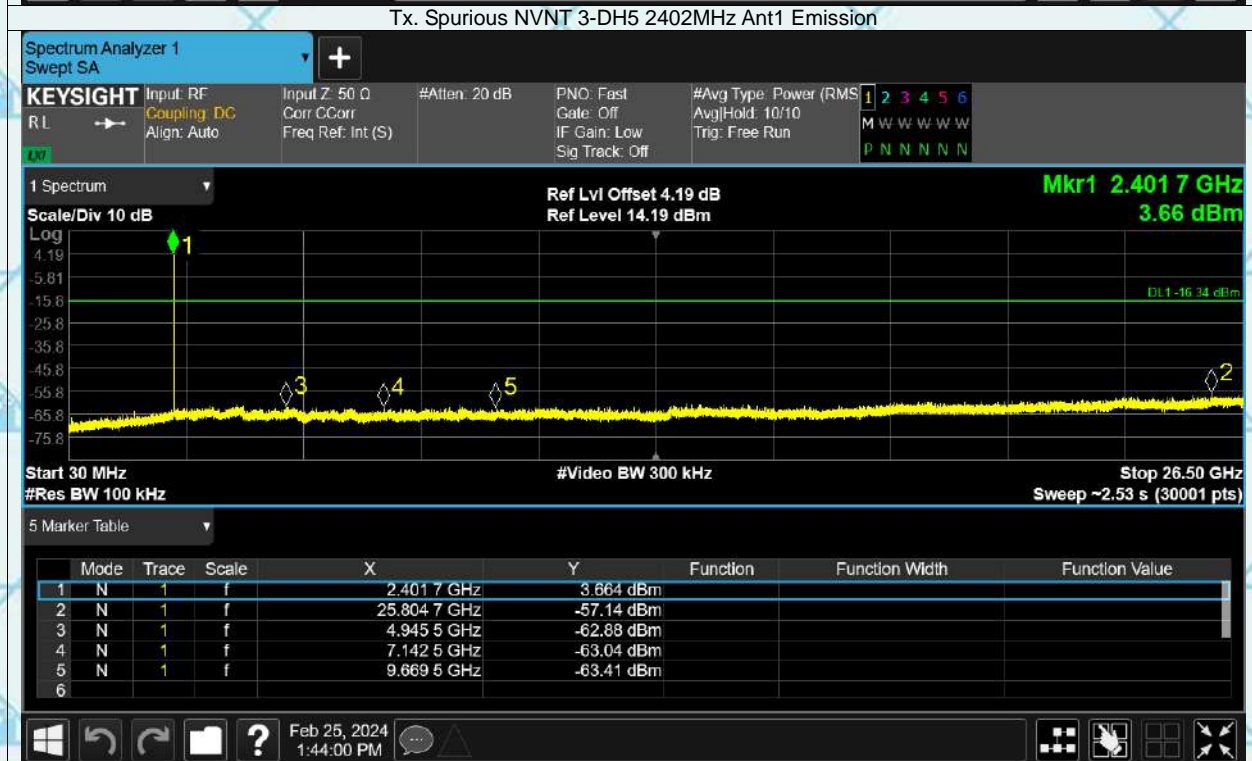 Tx. Spurious NVNT 3-DH5 2402MHz Ant1 Emission
Spectrum Analyzer 1
Swept SA
+
KEYSIGHT Input: RF Input Z: 50 Ω #Atten: 20 dB PNO: Fast #Avg Type: Power (RMS 1 2 3 4 5 6
RL Coupling: DC Corr CCorr Gate: Off Avg|Hold: 10/10 M W W W W W
Align: Auto Freq Ref: Int (S) IF Gain: Low Trig: Free Run
LXI Sig Track: Off P N N N N N
1 Spectrum Ref Lvl Offset 4.19 dB Mkr1 2.401 7 GHz
Scale/Div 10 dB Ref Level 14.19 dBm 3.66 dBm
Log
1
4.19
-5.81
DL1 -16.34 dBm
-15.8
-25.8
-35.8
-45.8
3 4 5 2
-55.8
-65.8
-75.8
Start 30 MHz #Video BW 300 kHz Stop 26.50 GHz
#Res BW 100 kHz Sweep ~2.53 s (30001 pts)
5 Marker Table
Mode Trace Scale X Y Function Function Width Function Value
1 N 1 f 2.401 7 GHz 3.664 dBm
2 N 1 f 25.804 7 GHz -57.14 dBm
3 N 1 f 4.945 5 GHz -62.88 dBm
4 N 1 f 7.142 5 GHz -63.04 dBm
5 N 1 f 9.669 5 GHz -63.41 dBm
6
? Feb 25, 2024
1:44:00 PM